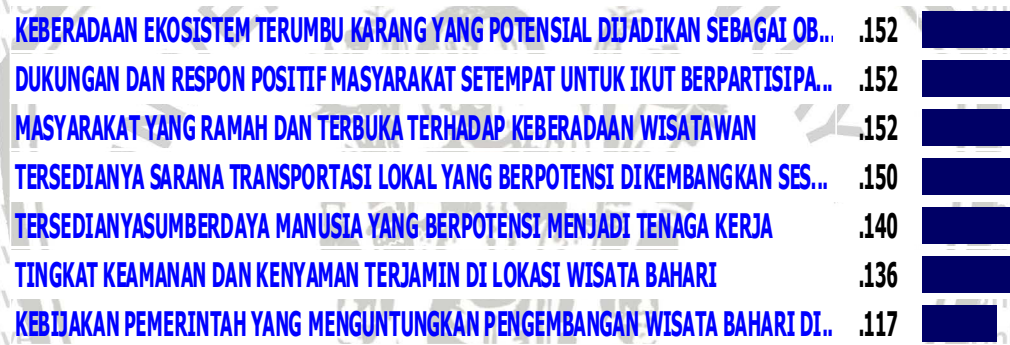 KEBERADAAN EKOSISTEM TERUMBU KARANG YANG POTENSIAL DIJADIKAN SEBAGAI OB... .152
DUKUNGAN DAN RESPON POSITIF MASYARAKAT SETEMPAT UNTUK IKUT BERPARTISIPA... .152
MASYARAKAT YANG RAMAH DAN TERBUKA TERHADAP KEBERADAAN WISATAWAN .152
TERSEDIANYA SARANA TRANSPORTASI LOKAL YANG BERPOTENSI DIKEMBANGKAN SES... .150
TERSEDIANYASUMBERDAYA MANUSIA YANG BERPOTENSI MENJADI TENAGA KERJA .140
TINGKAT KEAMANAN DAN KENYAMAN TERJAMIN DI LOKASI WISATA BAHARI .136
KEBIJAKAN PEMERINTAH YANG MENGUNTUNGKAN PENGEMBANGAN WISATA BAHARI DI.. .117